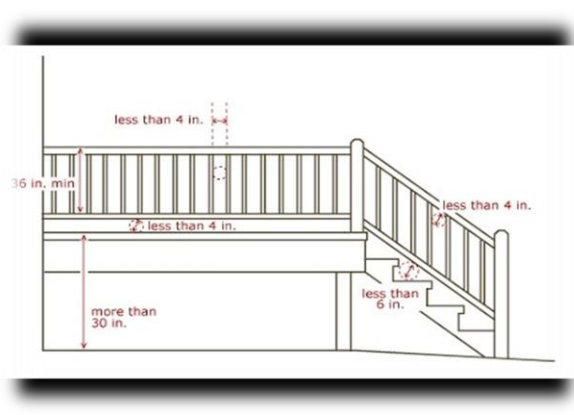 less than 4 in.
36 in. min
less than 4 in.
less than 4 in.
less than
6 in.
more than
30 in.